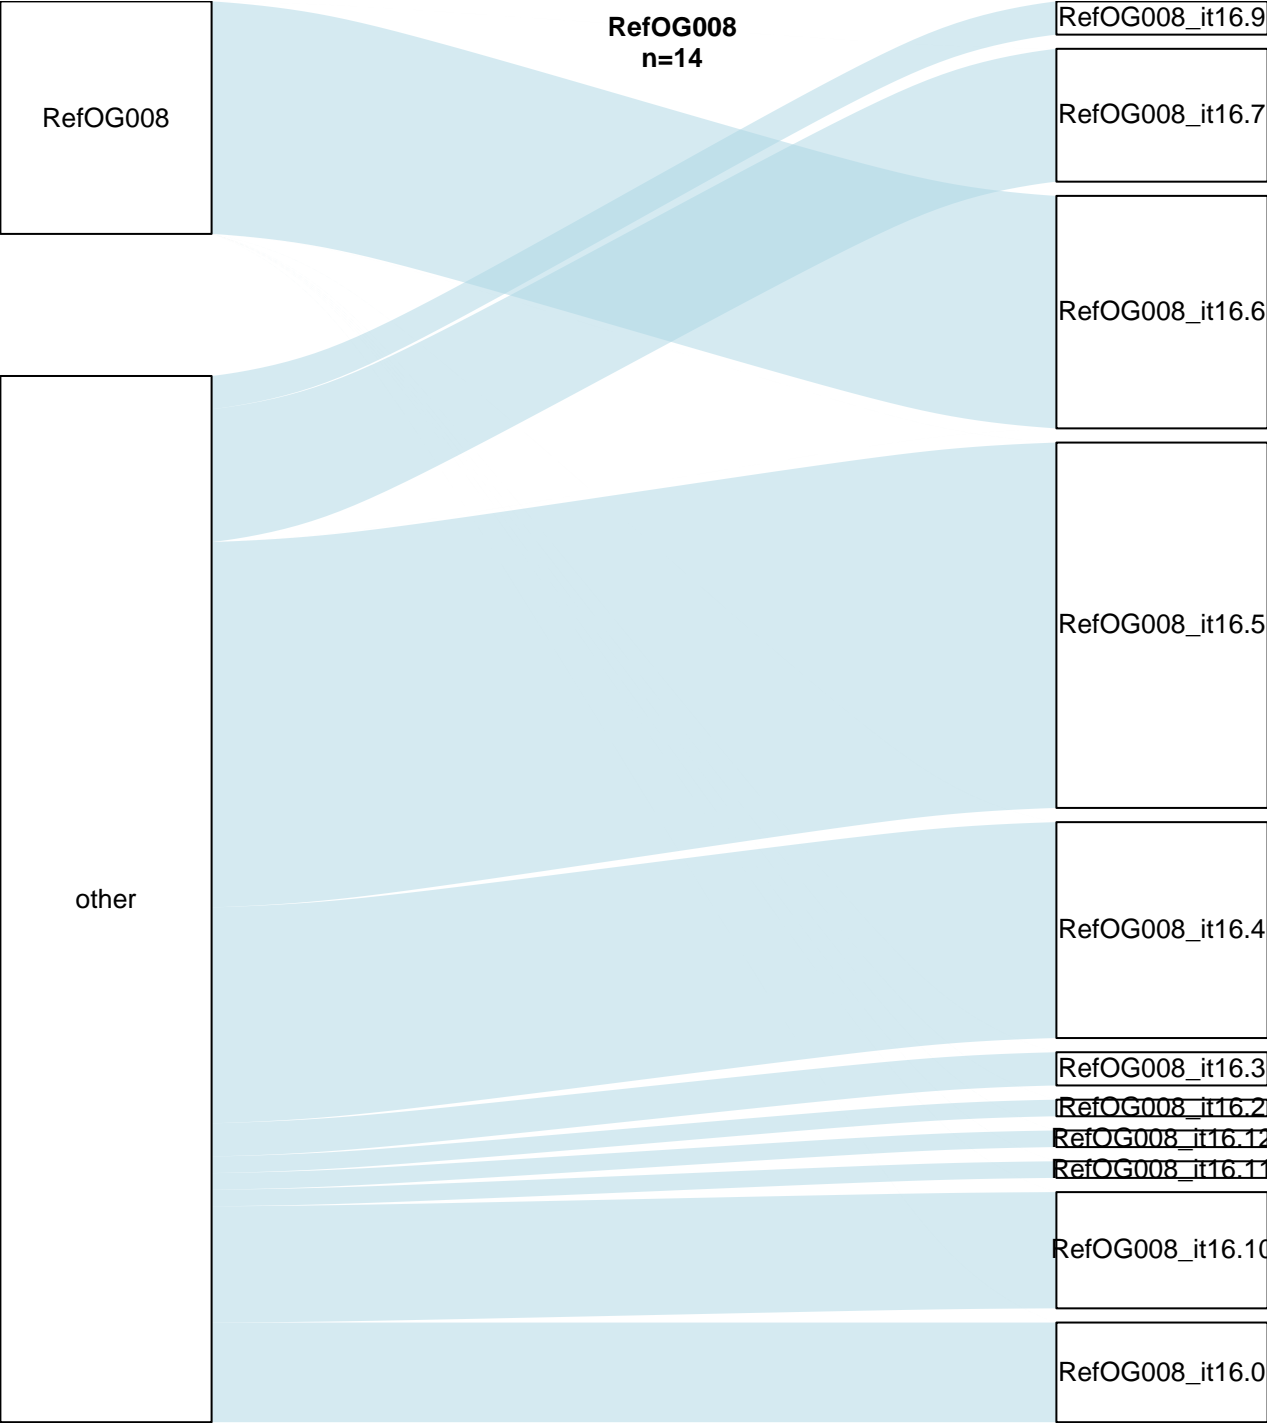 RefOG008
n=14
RefOG008
other
RefOG008_it16.9
RefOG008_it16.7
RefOG008_it16.6
RefOG008_it16.5
RefOG008_it16.4
RefOG008_it16.3
RefOG008_it16.2
RefOG008_it16.12
RefOG008_it16.11
RefOG008_it16.10
RefOG008_it16.0